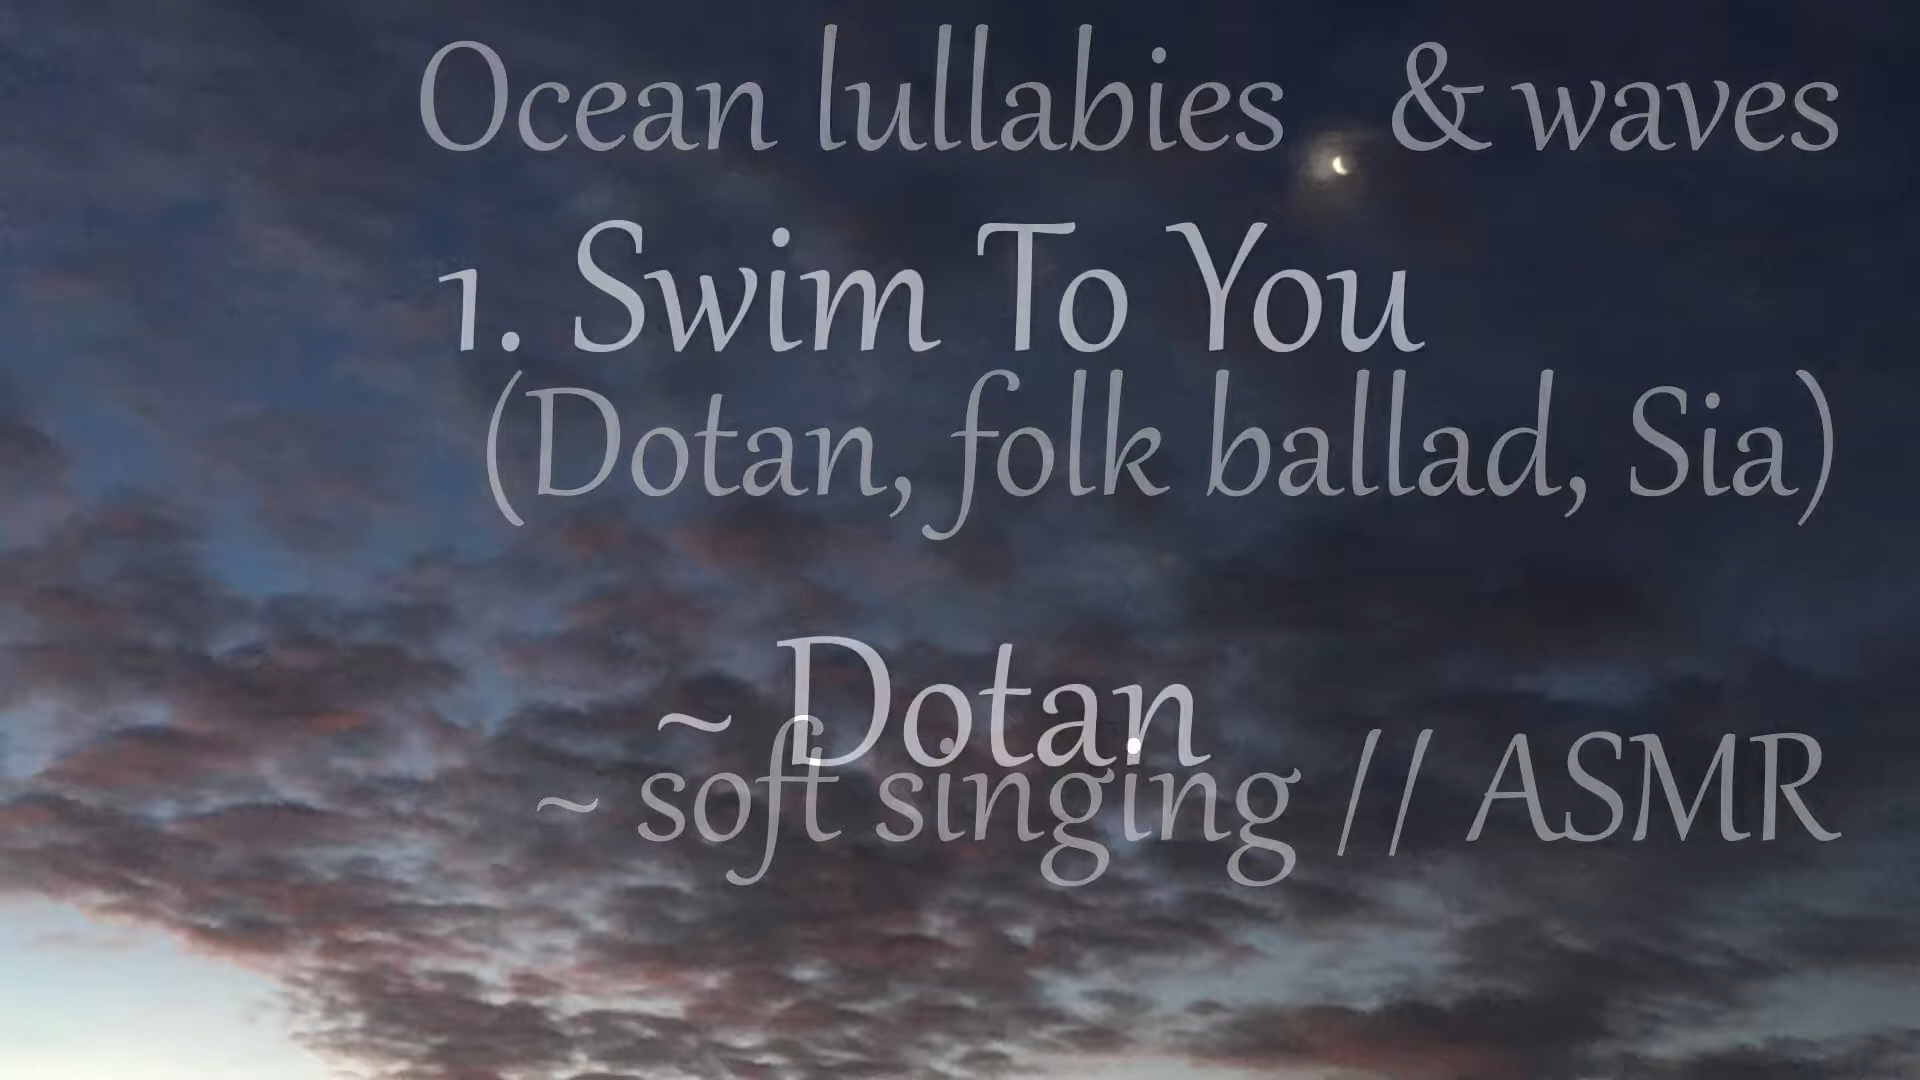 Ocean lullabies & waves
1. Swim To You
(Dotan, folk ballad, Sia)
~ Dotan
~ soft singing // ASMR